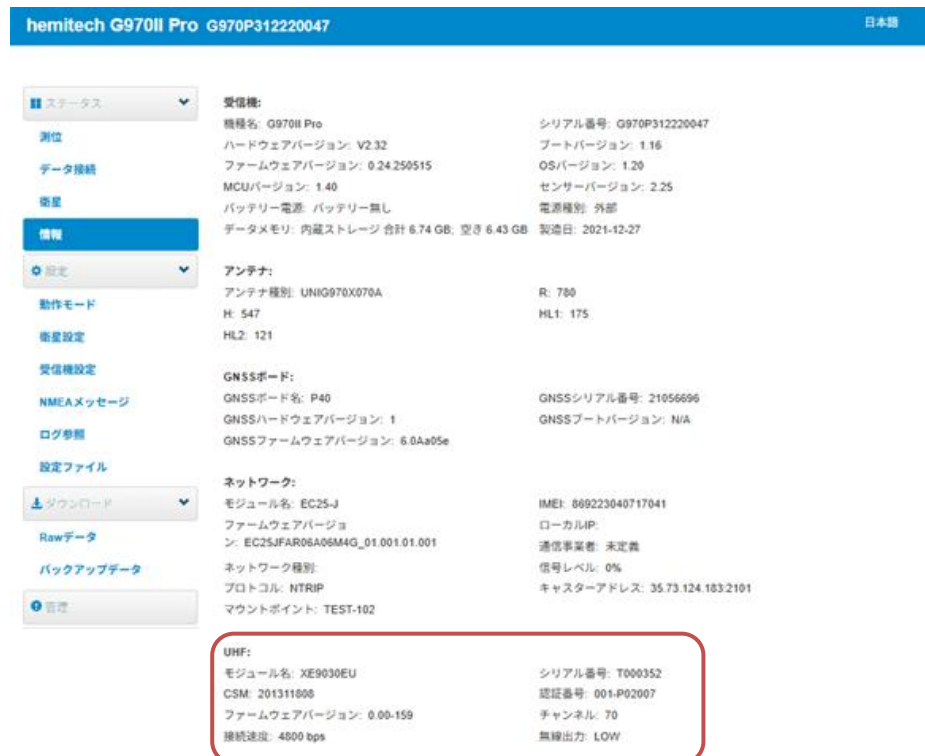 hemitech G970II Pro G970P312220047 日本語
ステータス
測位
データ接続
衛星
情報
設定
動作モード
衛星設定
受信機設定
NMEAメッセージ
ログ参照
設定ファイル
ダウンロード
Rawデータ
バックアップデータ
管理
受信機:
機種名: G970II Pro シリアル番号: G970P312220047
ハードウェアバージョン: V2.32 ブートバージョン: 1.16
ファームウェアバージョン: 0.24.250515 OSバージョン: 1.20
MCUバージョン: 1.40 センサーバージョン: 2.25
バッテリー電源: バッテリー無し 電源種別: 外部
データメモリ: 内蔵ストレージ 合計 6.74 GB; 空き 6.43 GB 製造日: 2021-12-27
アンテナ:
アンテナ種別: UNIG970X070A R: 780
H: 547 HL1: 175
HL2: 121
GNSSボード:
GNSSボード名: P40 GNSSシリアル番号: 21056696
GNSSハードウェアバージョン: 1 GNSSブートバージョン: N/A
GNSSファームウェアバージョン: 6.0Aa05e
ネットワーク:
モジュール名: EC25-J IMEI: 869223040717041
ファームウェアバージョ ローカルIP:
ン: EC25JFAR06A06M4G_01.001.01.001 通信事業者: 未定義
ネットワーク種別: 信号レベル: 0%
プロトコル: NTRIP キャスターアドレス: 35.73.124.183:2101
マウントポイント: TEST-102
UHF:
モジュール名: XE9030EU シリアル番号: T000352
CSM: 201311808 認証番号: 001-P02007
ファームウェアバージョン: 0.00-159 チャンネル: 70
接続速度: 4800 bps 無線出力: LOW